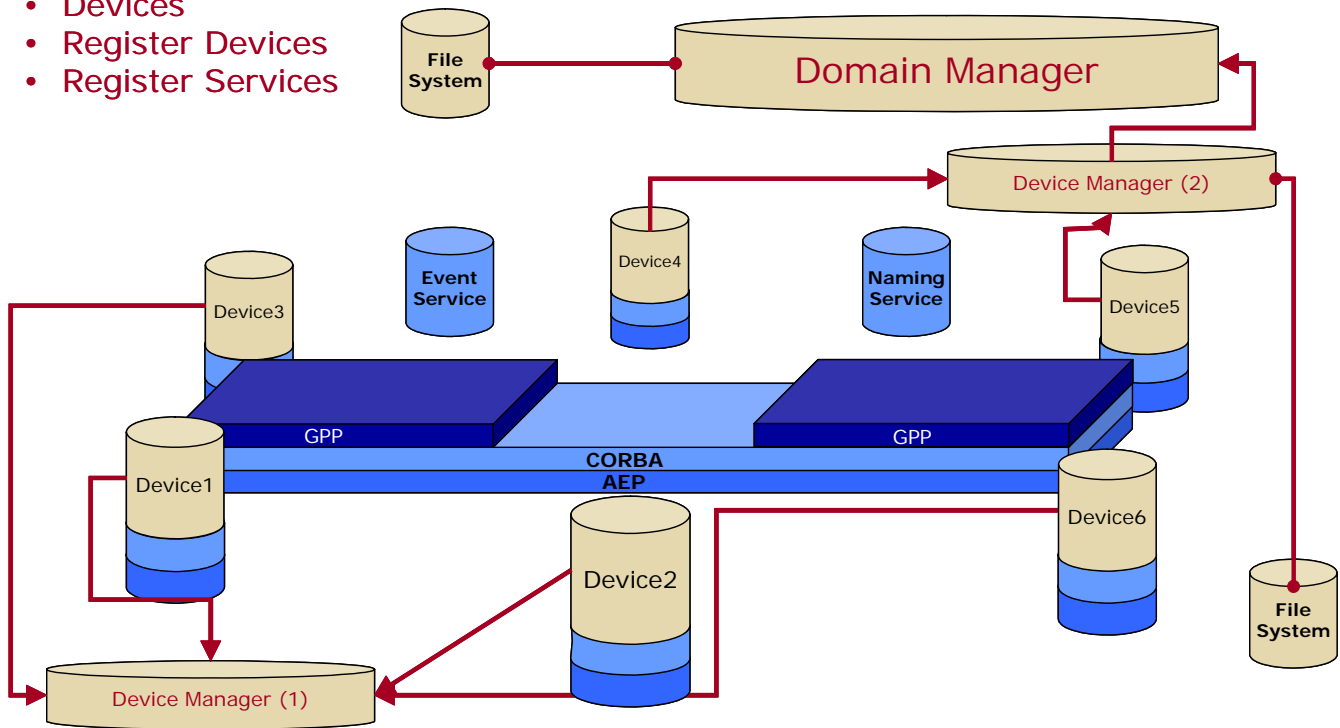 • Devices
• Register Devices
• Register Services
File
System
Domain Manager
Device Manager (2)
Event
Service
Device4
Naming
Service
Device3
Device5
GPP
GPP
CORBA
AEP
Device1
Device6
Device2
File
System
Device Manager (1)